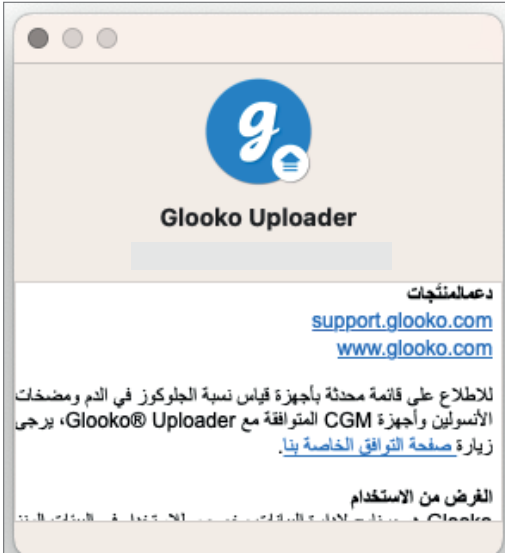 g
Glooko Uploader
دعمالمنتَجات
support.glooko.com
www.glooko.com
للاطلاع على قائمة محدثة بأجهزة قياس نسبة الجلوكوز في الدم ومضخات
الأنسولين وأجهزة CGM المتوافقة مع Glooko® Uploader، يرجى
زيارة صفحة التوافق الخاصة بنا.
الغرض من الاستخدام